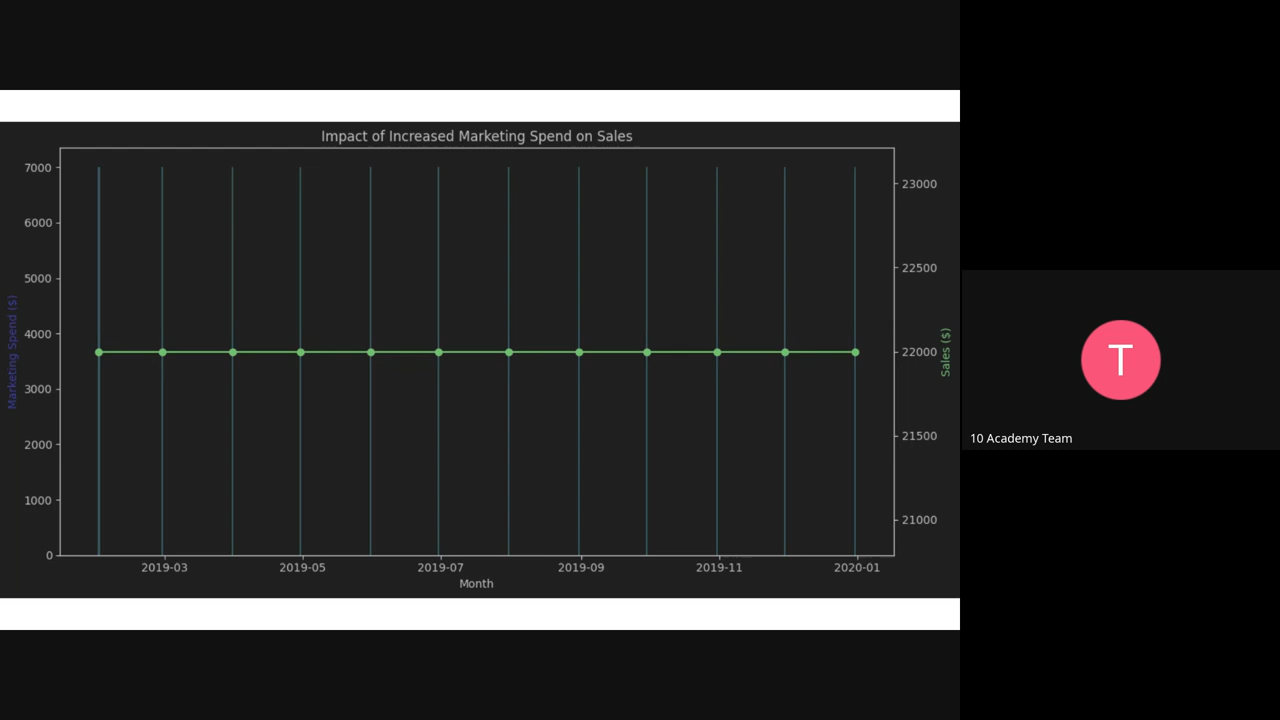 Impact of Increased Marketing Spend on Sales
7000
6000
5000
4000
3000
2000
1000
0
Marketing Spend ($)
23000
22500
22000
21500
21000
Sales ($)
2019-03 2019-05 2019-07 2019-09 2019-11 2020-01
Month
T
10 Academy Team